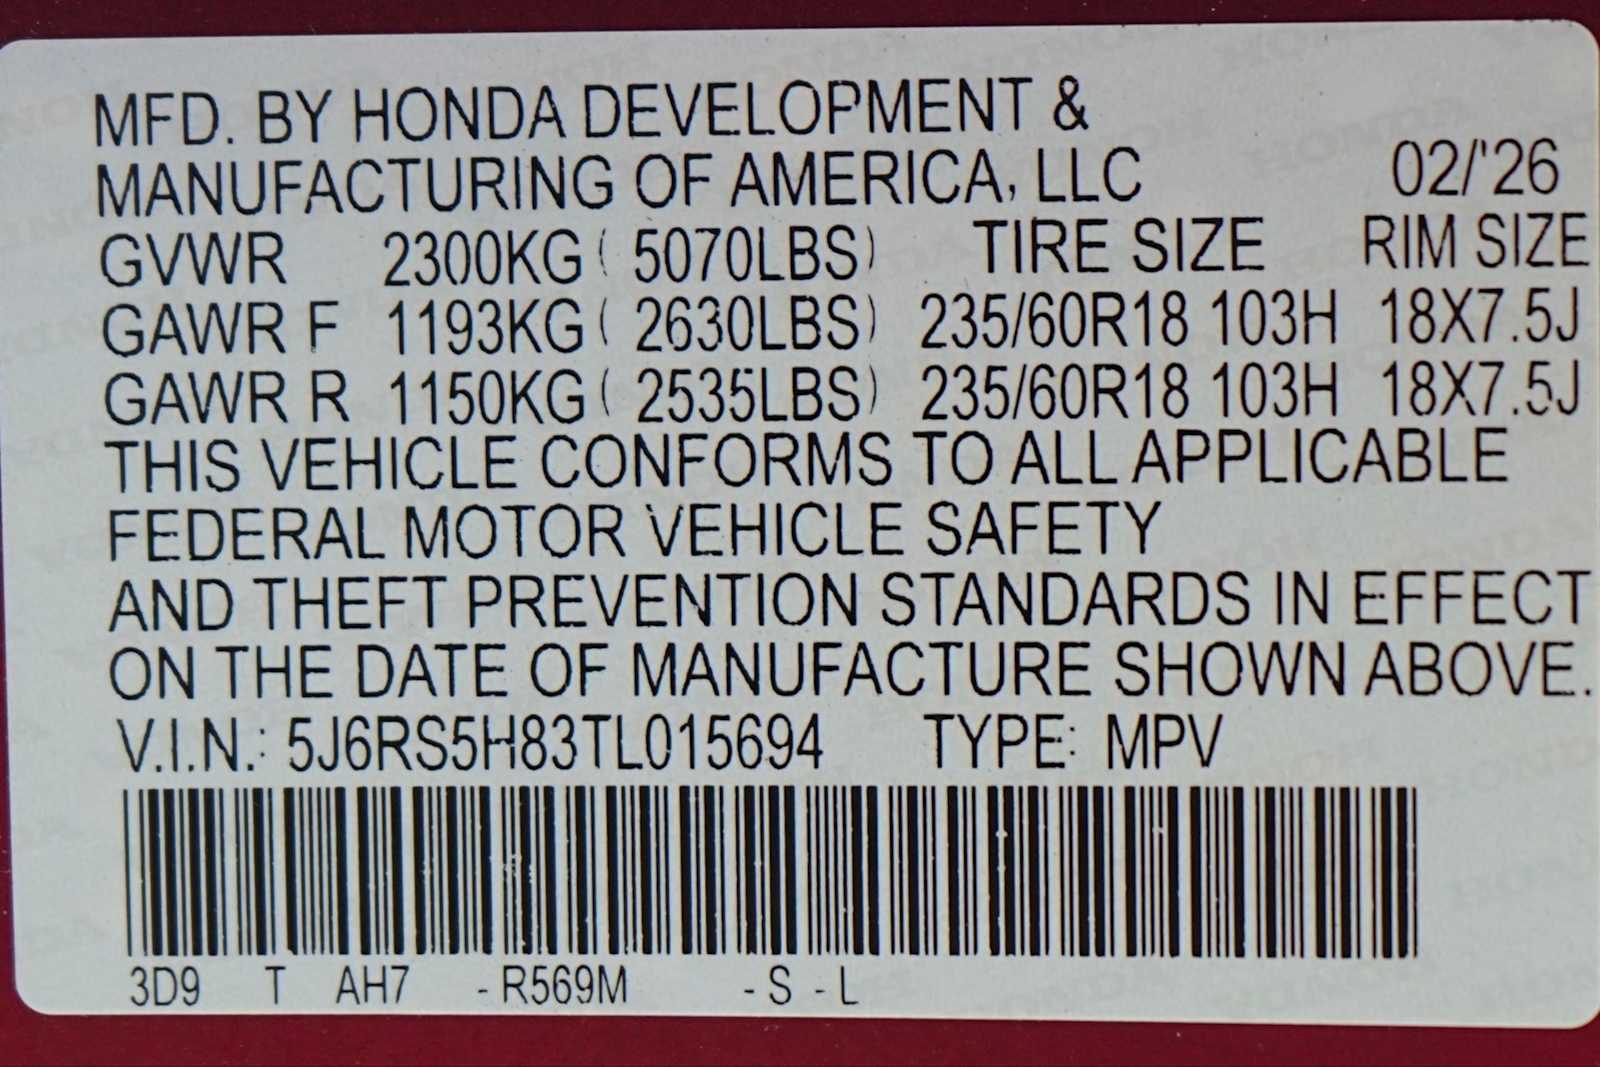 MFD. BY HONDA DEVELOPMENT &
MANUFACTURING OF AMERICA, LLC 02/'26
GVWR 2300KG ( 5070LBS) TIRE SIZE RIM SIZE
GAWR F 1193KG ( 2630LBS) 235/60R18 103H 18X7.5J
GAWR R 1150KG ( 2535LBS) 235/60R18 103H 18X7.5J
THIS VEHICLE CONFORMS TO ALL APPLICABLE
FEDERAL MOTOR VEHICLE SAFETY
AND THEFT PREVENTION STANDARDS IN EFFECT
ON THE DATE OF MANUFACTURE SHOWN ABOVE.
V.I.N.: 5J6RS5H83TL015694 TYPE: MPV
3D9 T AH7 - R569M - S - L